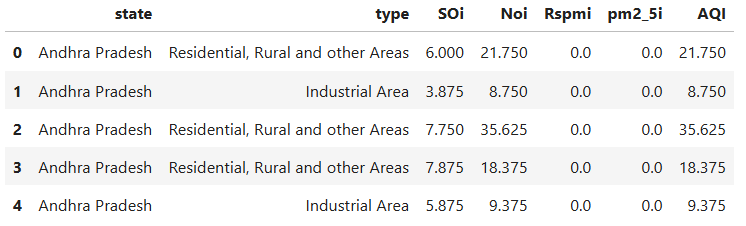 state type SOi Noi Rspmi pm2_5i AQI
0 Andhra Pradesh Residential, Rural and other Areas 6.000 21.750 0.0 0.0 21.750
1 Andhra Pradesh Industrial Area 3.875 8.750 0.0 0.0 8.750
2 Andhra Pradesh Residential, Rural and other Areas 7.750 35.625 0.0 0.0 35.625
3 Andhra Pradesh Residential, Rural and other Areas 7.875 18.375 0.0 0.0 18.375
4 Andhra Pradesh Industrial Area 5.875 9.375 0.0 0.0 9.375